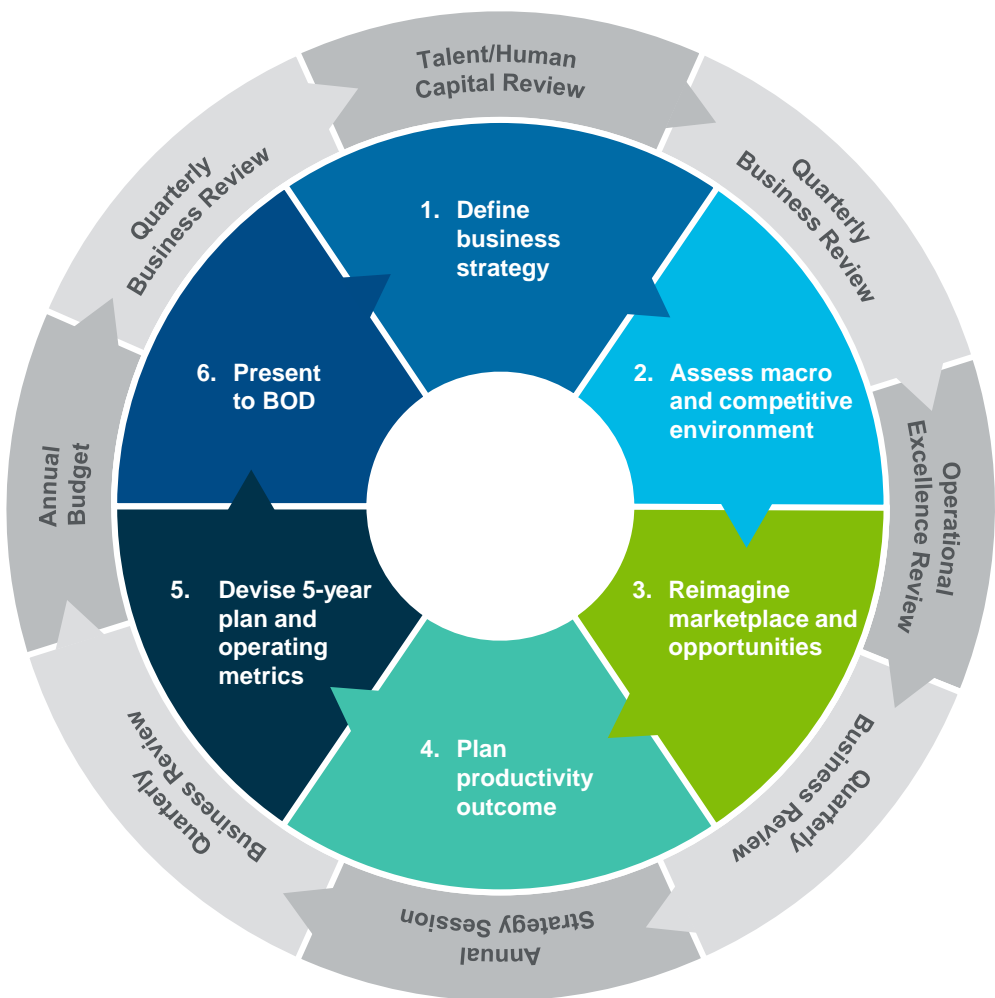 Talent/Human
Capital Review
Quarterly
Business Review
Operational
Excellence Review
Quarterly
Business Review
Annual
Strategy Session
Quarterly
Business Review
Annual
Budget
Quarterly
Business Review
1. Define
business
strategy
2. Assess macro
and competitive
environment
3. Reimagine
marketplace and
opportunities
4. Plan
productivity
outcome
5. Devise 5-year
plan and
operating
metrics
6. Present
to BOD